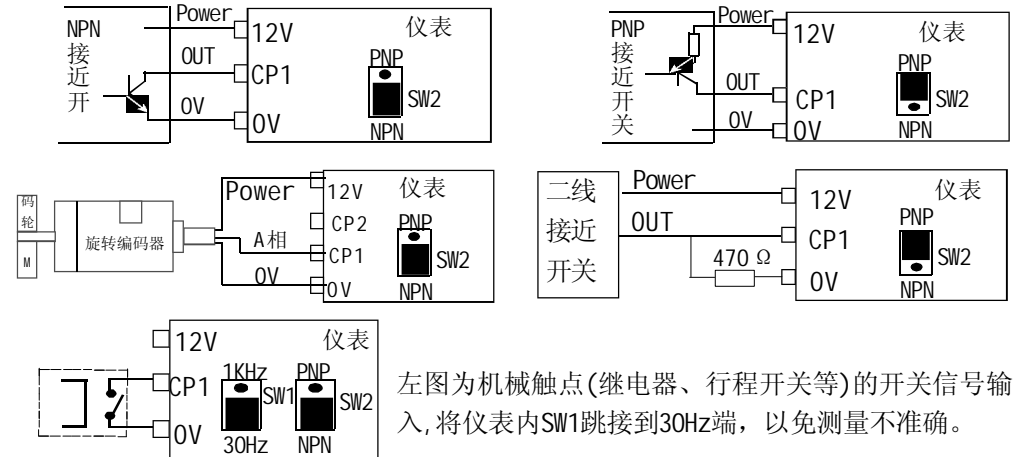 NPN
接
近
开
Power
OUT
0V
12V
CP1
0V
仪表
PNP
SW2
NPN
PNP
接
近
开
关
Power
OUT
0V
12V
CP1
0V
仪表
PNP
SW2
NPN
码
轮
M
旋转编码器
Power
A相
0V
12V
CP2
CP1
0V
仪表
PNP
SW2
NPN
二线
接近
开关
Power
OUT
470 Ω
12V
CP1
0V
仪表
PNP
SW2
NPN
12V
CP1
0V
仪表
1KHz
SW1
30Hz
PNP
SW2
NPN
左图为机械触点(继电器、行程开关等)的开关信号输
入,将仪表内SW1跳接到30Hz端，以免测量不准确。